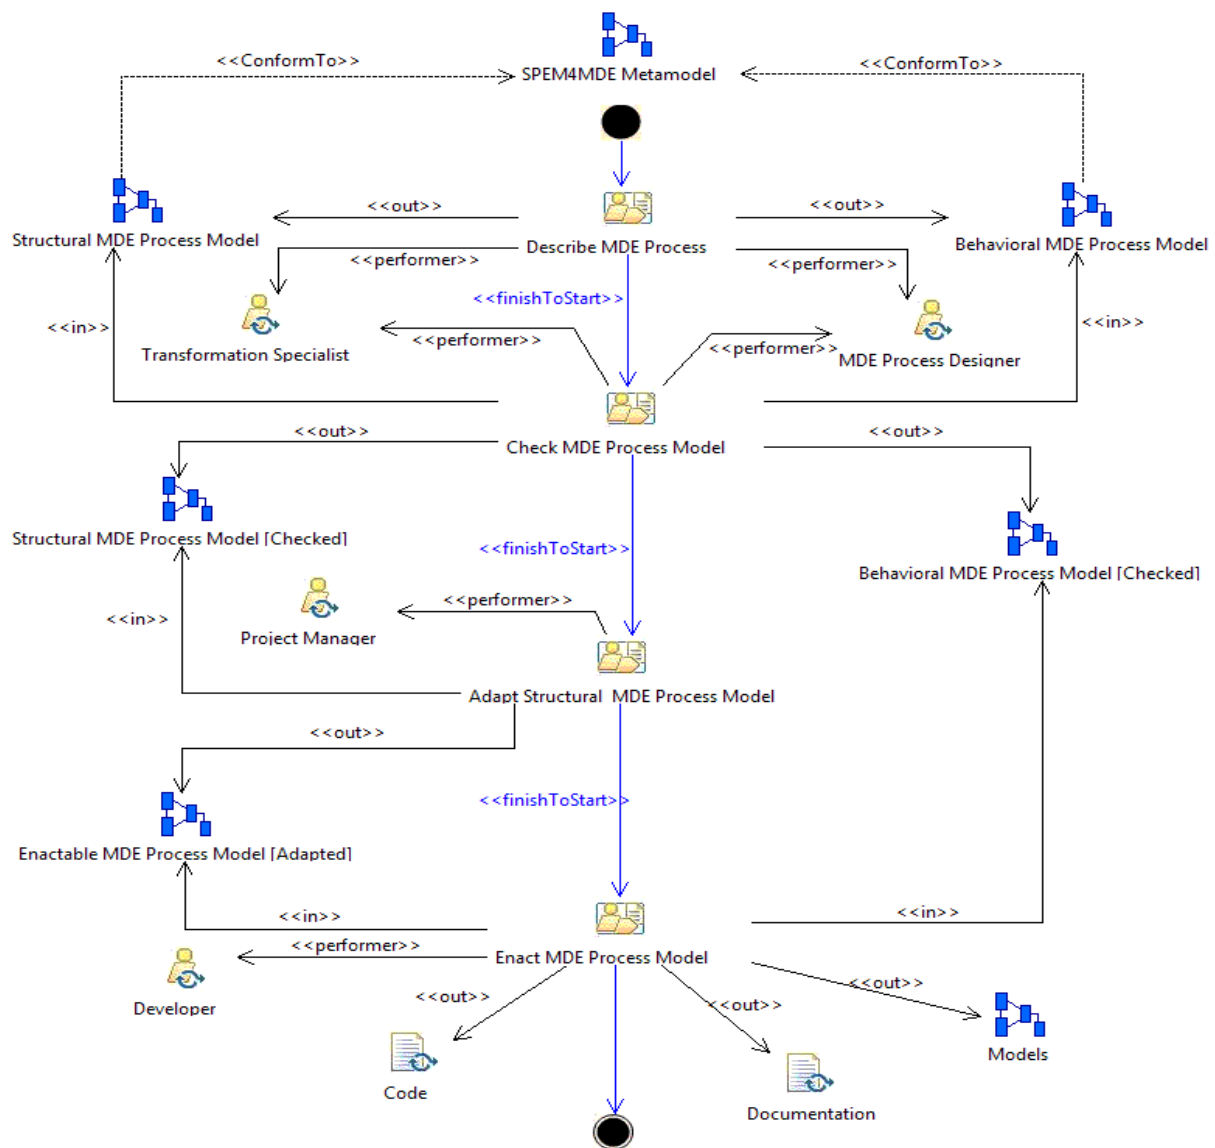 <<ConformTo>>
<<ConformTo>>
SPEM4MDE Metamodel
<<out>>
<<out>>
Structural MDE Process Model
Describe MDE Process
Behavioral MDE Process Model
<<performer>>
<<performer>>
<<finishToStart>>
<<in>>
<<in>>
Transformation Specialist
<<performer>>
<<performer>>
MDE Process Designer
<<out>>
<<out>>
Check MDE Process Model
Structural MDE Process Model [Checked]
<<finishToStart>>
Behavioral MDE Process Model [Checked]
<<performer>>
<<in>>
Project Manager
Adapt Structural MDE Process Model
<<out>>
<<finishToStart>>
Enactable MDE Process Model [Adapted]
<<in>>
<<in>>
<<performer>>
Enact MDE Process Model
<<out>>
<<out>>
<<out>>
Developer
Models
Code
Documentation